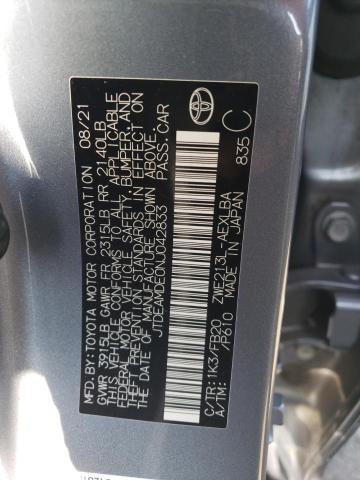 MFD.BY:TOYOTA MOTOR CORPORATION 08/21
GVWR 3915LB GAWR FR 2315LB RR 2140LB
THIS VEHICLE CONFORMS TO ALL APPLICABLE
FEDERAL MOTOR VEHICLE SAFETY, BUMPER, AND
THEFT PREVENTION STANDARDS IN EFFECT ON
THE DATE OF MANUFACTURE SHOWN ABOVE.
JTDEAMDE0NJ042833 PASS.CAR
C/TR:1K3/FB20 ZWE213L-AEXLBA
A/TM: /P610 MADE IN JAPAN 835 C
TOYOTA